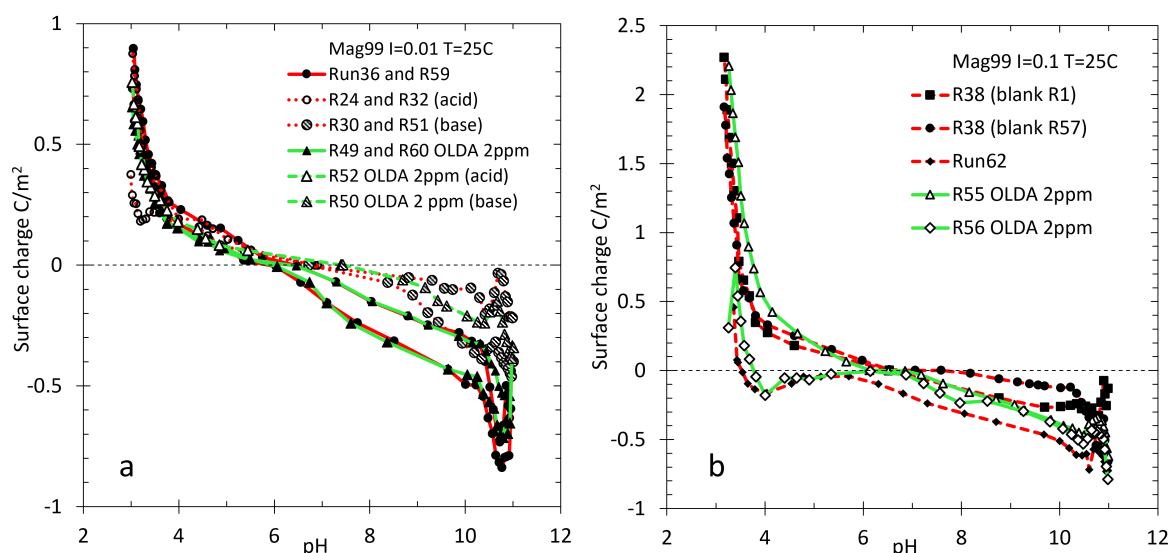 Mag99 I=0.01 T=25C
Run36 and R59
R24 and R32 (acid)
R30 and R51 (base)
R49 and R60 OLDA 2ppm
R52 OLDA 2ppm (acid)
R50 OLDA 2 ppm (base)
Surface charge C/m²
1
0.5
0
-0.5
-1
2
4
6
8
10
12
pH
a
Mag99 I=0.1 T=25C
R38 (blank R1)
R38 (blank R57)
Run62
R55 OLDA 2ppm
R56 OLDA 2ppm
Surface charge C/m²
2.5
2
1.5
1
0.5
0
-0.5
-1
2
4
6
8
10
12
pH
b